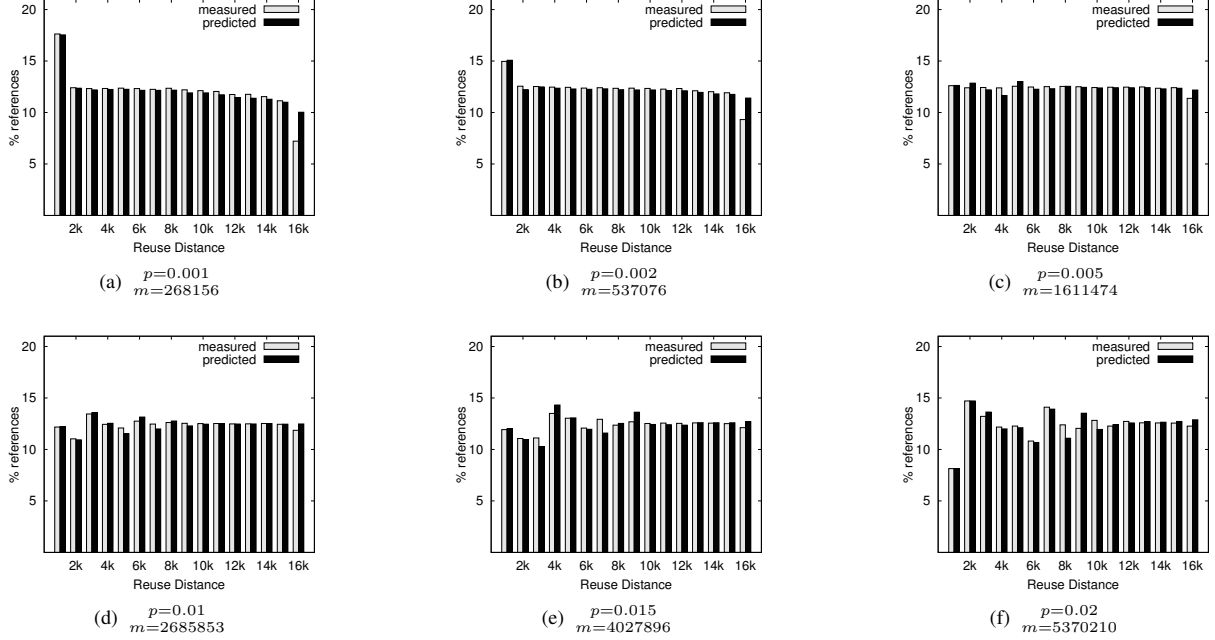 20
15
10
5
% references
measured
predicted
2k 4k 6k 8k 10k 12k 14k 16k
Reuse Distance
(a) p=0.001
m=268156
20
15
10
5
% references
measured
predicted
2k 4k 6k 8k 10k 12k 14k 16k
Reuse Distance
(b) p=0.002
m=537076
20
15
10
5
% references
measured
predicted
2k 4k 6k 8k 10k 12k 14k 16k
Reuse Distance
(c) p=0.005
m=1611474
20
15
10
5
% references
measured
predicted
2k 4k 6k 8k 10k 12k 14k 16k
Reuse Distance
(d) p=0.01
m=2685853
20
15
10
5
% references
measured
predicted
2k 4k 6k 8k 10k 12k 14k 16k
Reuse Distance
(e) p=0.015
m=4027896
20
15
10
5
% references
measured
predicted
2k 4k 6k 8k 10k 12k 14k 16k
Reuse Distance
(f) p=0.02
m=5370210